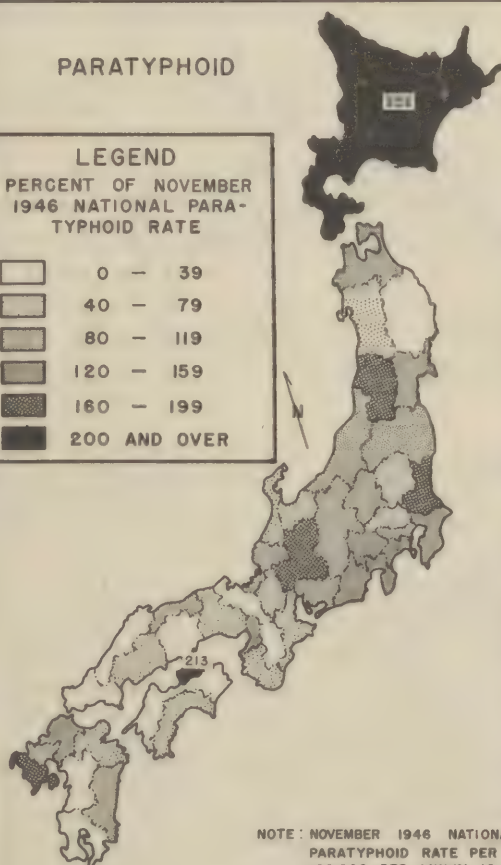 PARATYPHOID
LEGEND
PERCENT OF NOVEMBER
1946 NATIONAL PARA-
TYPHOID RATE
0 – 39
40 – 79
80 – 119
120 – 159
160 – 199
200 AND OVER
N
213
NOTE: NOVEMBER 1946 NATIONA
PARATYPHOID RATE PER